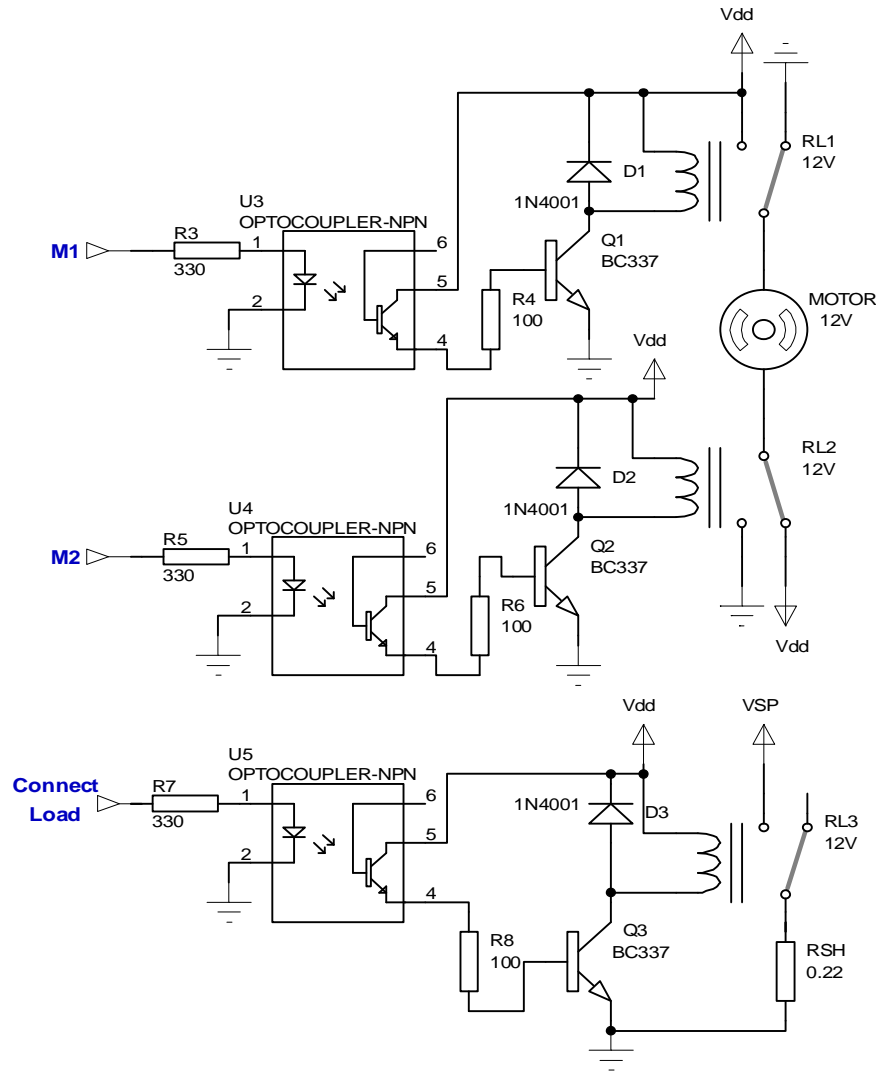 Vdd
RL1
12V
D1
1N4001
U3
OPTOCOUPLER-NPN
R3
330
M1
1
2
6
5
4
R4
100
Q1
BC337
MOTOR
12V
Vdd
RL2
12V
D2
1N4001
U4
OPTOCOUPLER-NPN
R5
330
M2
1
2
6
5
4
R6
100
Q2
BC337
Vdd
Vdd
VSP
U5
OPTOCOUPLER-NPN
Connect
Load
R7
330
1
2
6
5
4
1N4001
D3
RL3
12V
R8
100
Q3
BC337
RSH
0.22